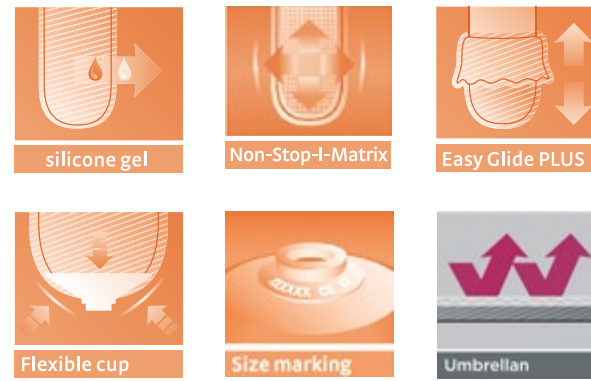 silicone gel
Non-Stop-I-Matrix
Easy Glide PLUS
Flexible cup
Size marking
Umbrellan